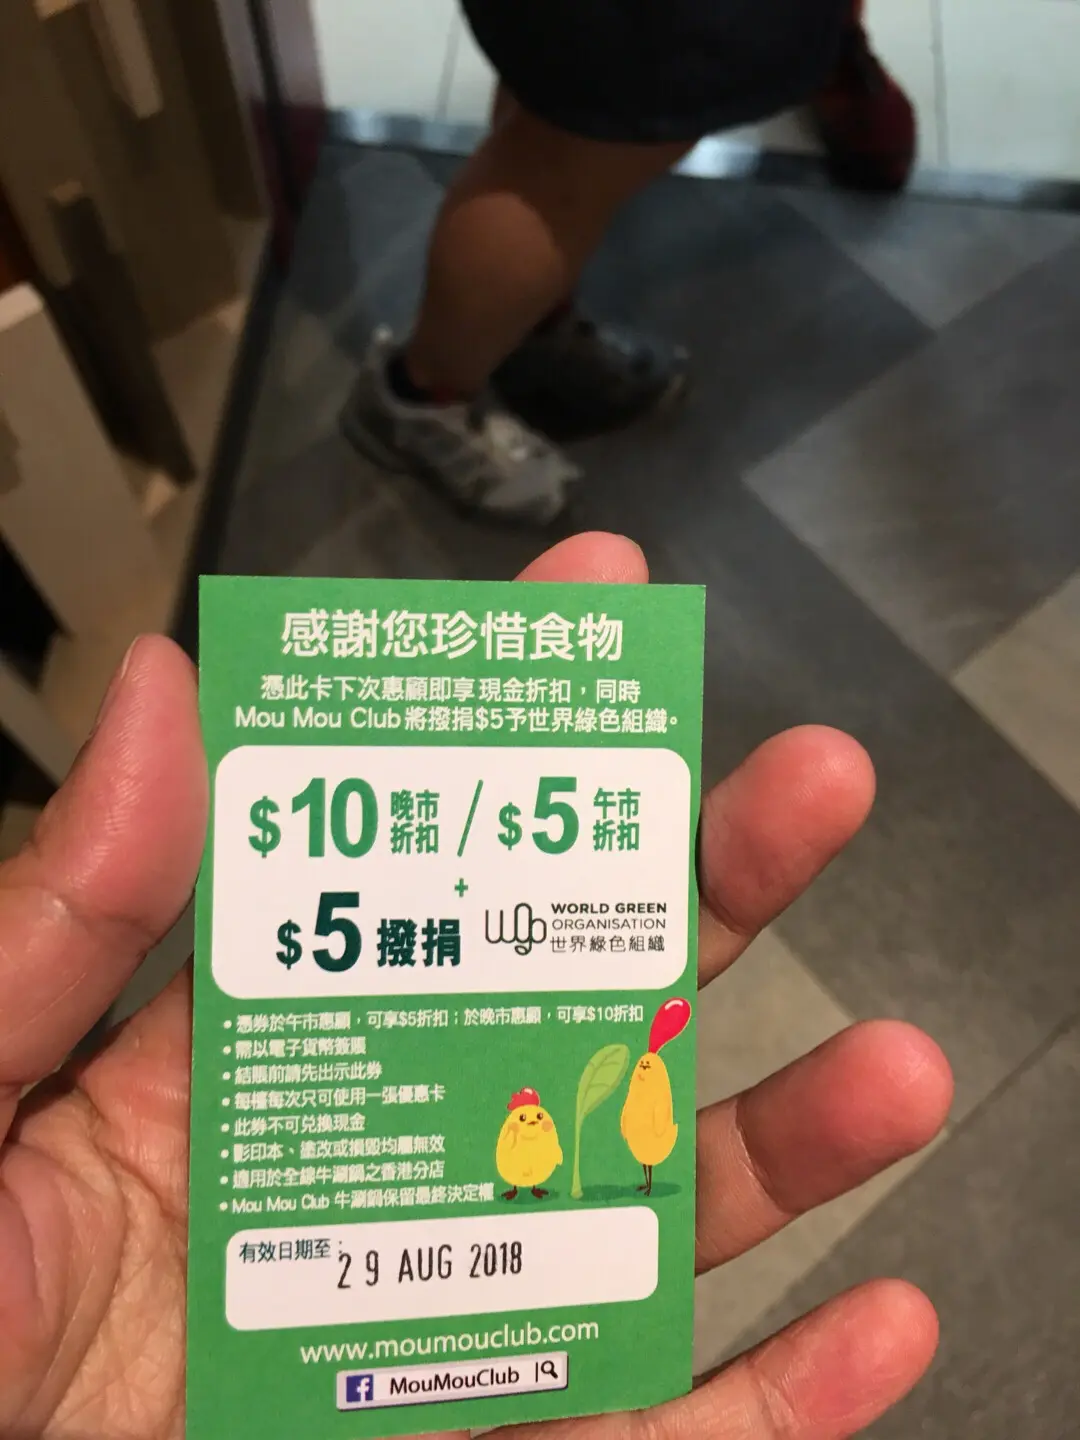 感謝您珍惜食物
憑此卡下次惠顧即享現金折扣，同時
Mou Mou Club將撥捐$5予世界綠色組織。
$10 晚市折扣 / $5 午市折扣
+
$5 撥捐 wgo WORLD GREEN ORGANISATION 世界綠色組織
• 憑券於午市惠顧，可享$5折扣；於晚市惠顧，可享$10折扣
• 需以電子貨幣簽賬
• 結賬前請先出示此券
• 每檯每次只可使用一張優惠卡
• 此券不可兌換現金
• 影印本、塗改或損毀均屬無效
• 適用於全線牛涮鍋之香港分店
• Mou Mou Club 牛涮鍋保留最終決定權
有效日期至：
29 AUG 2018
www.moumouclub.com
f MouMouClub